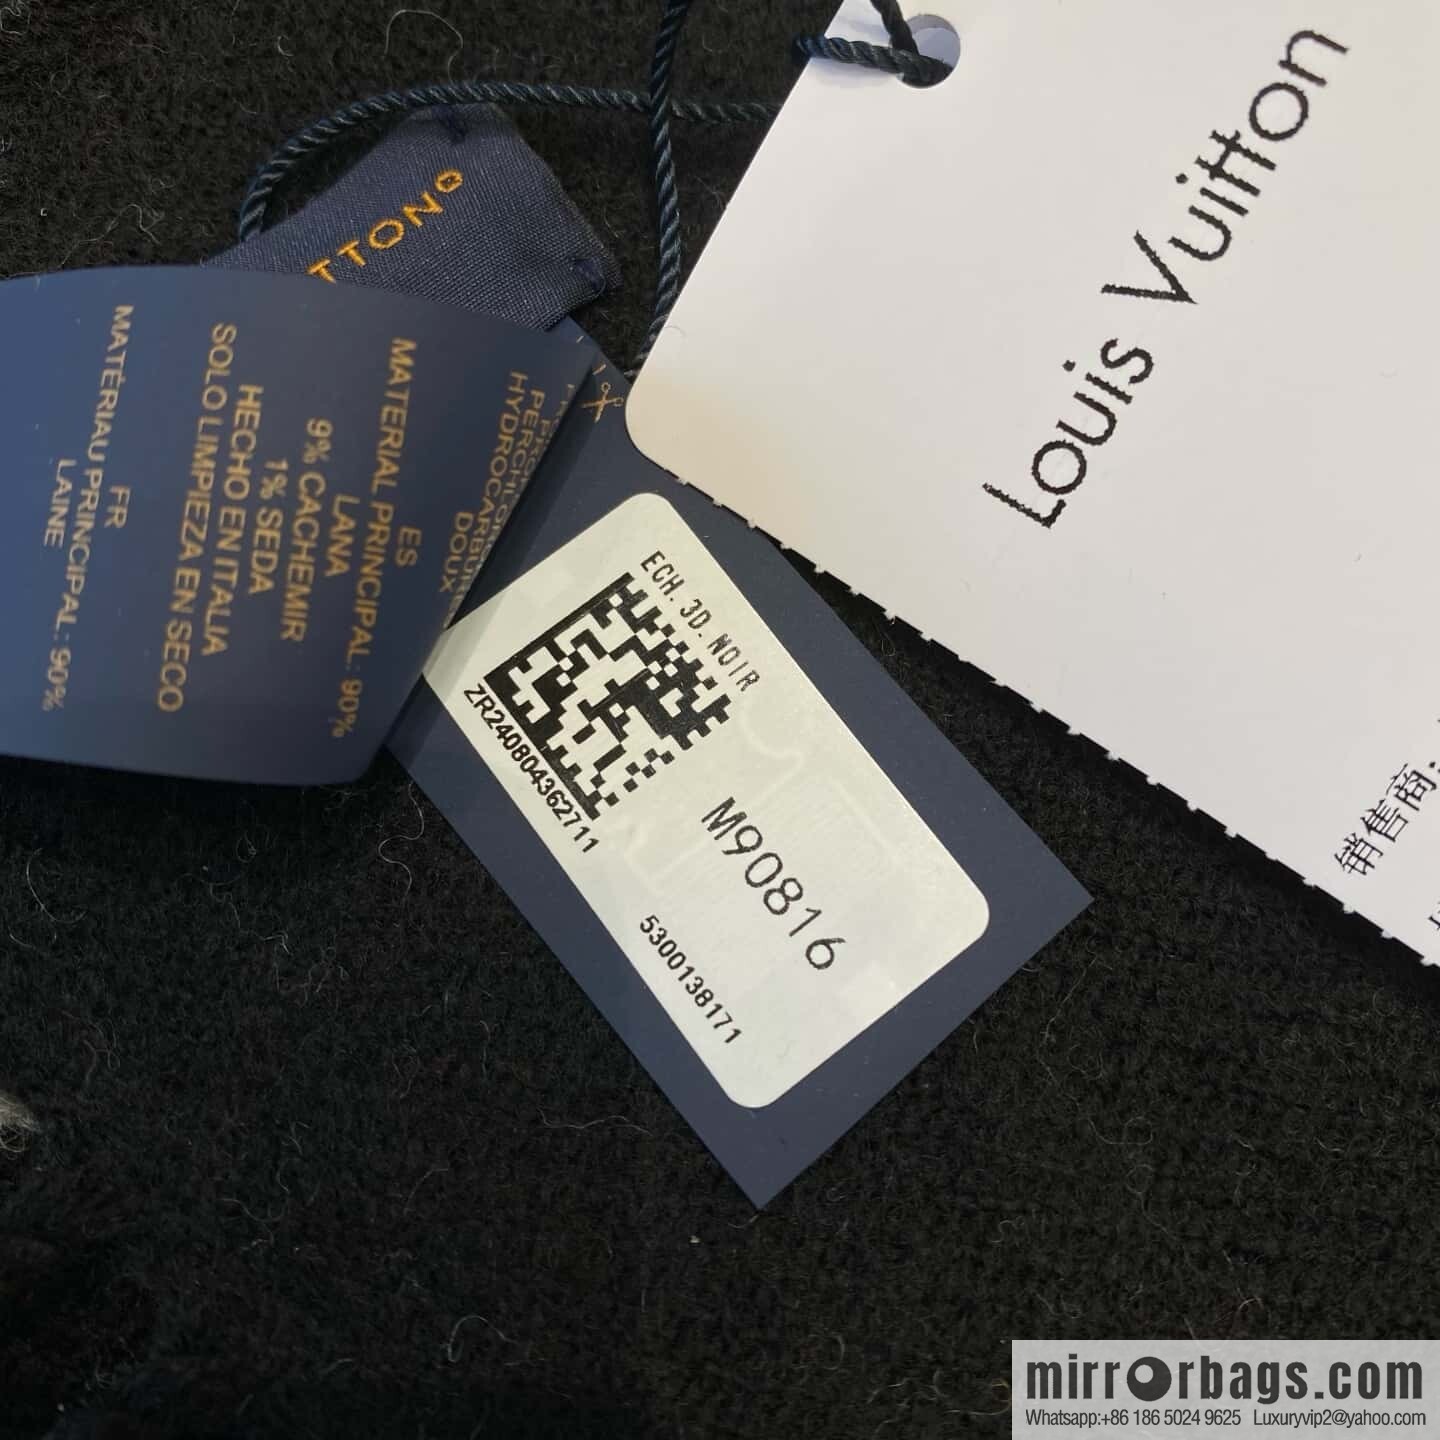 TTON
Louis Vuitton
销售商:
HYDROCARBURE
DOUX
ES
MATERIAL PRINCIPAL: 90%
LANA
9% CACHEMIR
1% SEDA
HECHO EN ITALIA
SOLO LIMPIEZA EN SECO
FR
MATÉRIAU PRINCIPAL: 90%
LAINE
ECH. 3D. NOIR
ZR240804362711
M90816
5300138171
mirrorbags.com
Whatsapp:+86 186 5024 9625 Luxuryvip2@yahoo.com